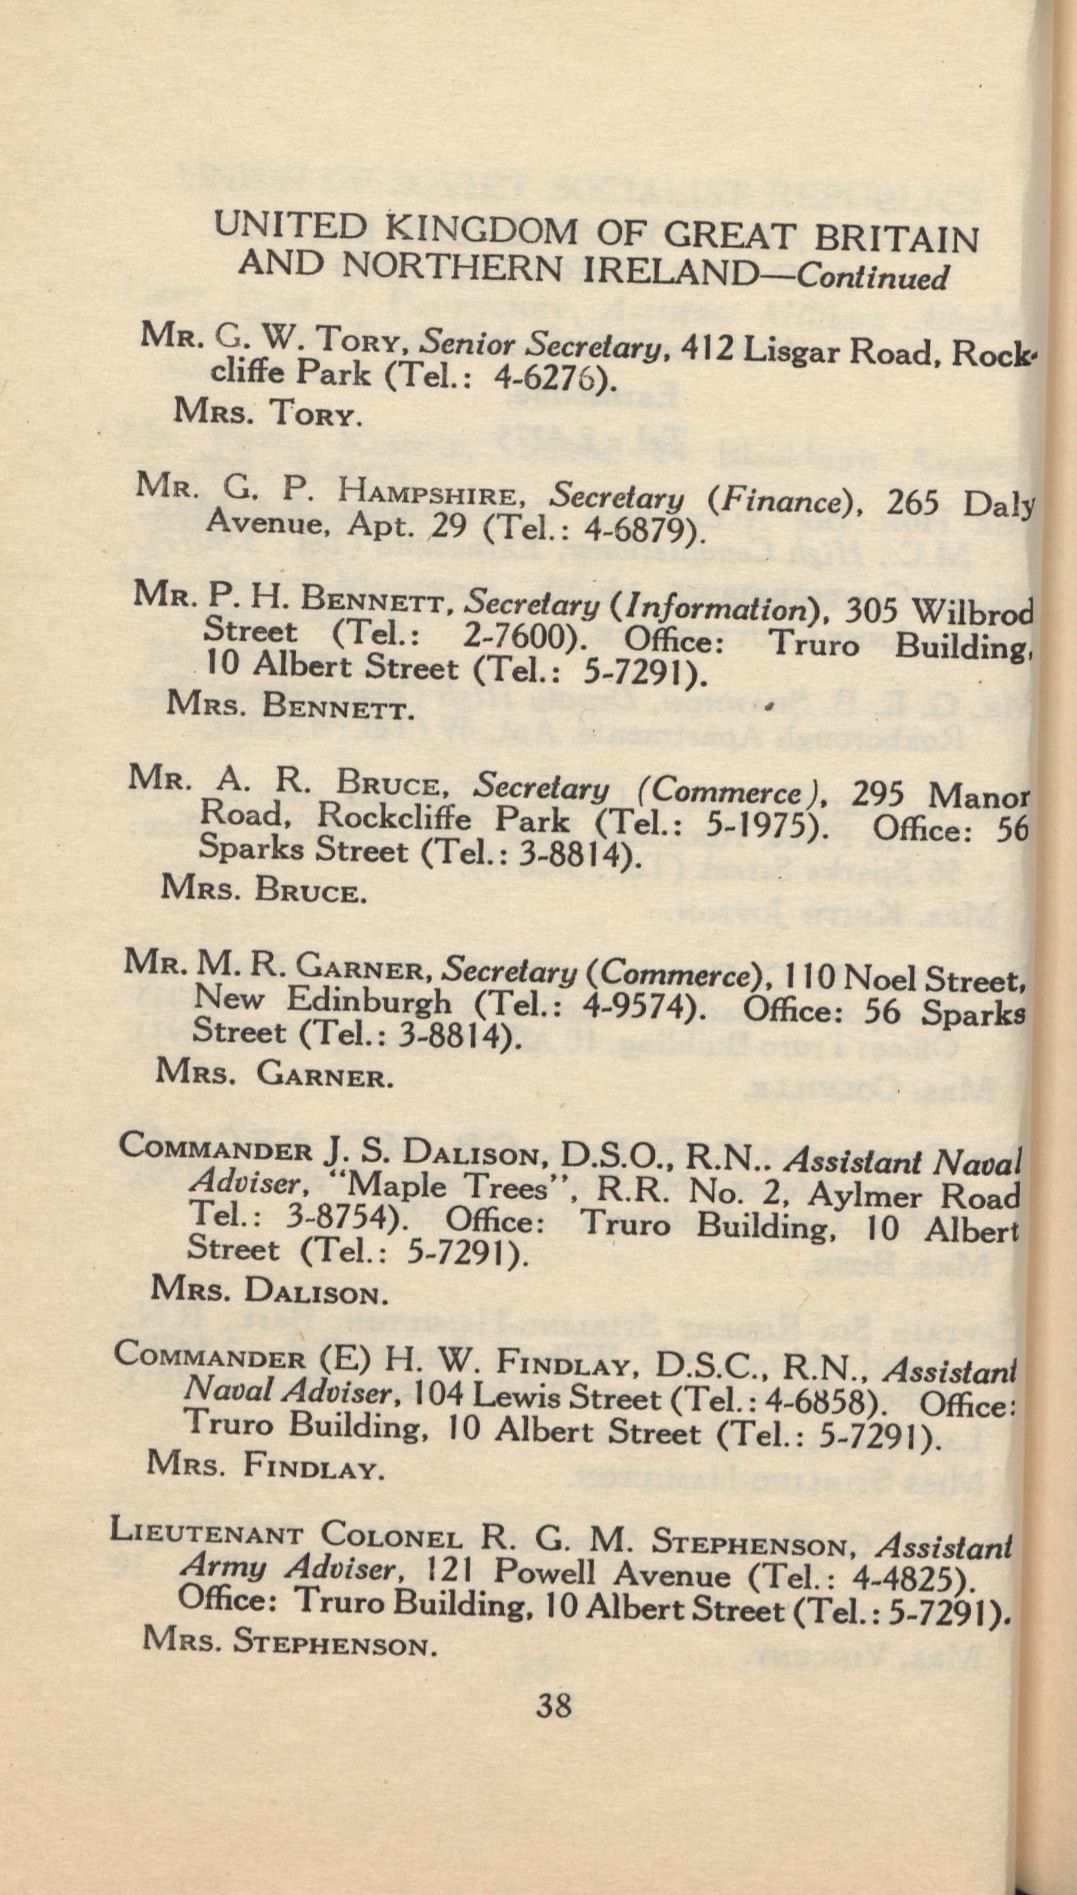 UNITED KINGDOM OF GREAT BRITAIN
AND NORTHERN IRELAND—Continued
MR. G. W. TORY, Senior Secretary, 412 Lisgar Road, Rock-
cliffe Park (Tel.: 4-6276).
MRS. TORY.
MR. G. P. HAMPSHIRE, Secretary (Finance), 265 Daly
Avenue, Apt. 29 (Tel.: 4-6879).
MR. P. H. BENNETT, Secretary (Information), 305 Wilbrod
Street (Tel.: 2-7600). Office: Truro Building,
10 Albert Street (Tel.: 5-7291).
MRS. BENNETT.
MR. A. R. BRUCE, Secretary (Commerce), 295 Manor
Road, Rockcliffe Park (Tel.: 5-1975). Office: 56
Sparks Street (Tel.: 3-8814).
MRS. BRUCE.
MR. M. R. GARNER, Secretary (Commerce), 110 Noel Street,
New Edinburgh (Tel.: 4-9574). Office: 56 Sparks
Street (Tel.: 3-8814).
MRS. GARNER.
COMMANDER J. S. DALISON, D.S.O., R.N.. Assistant Naval
Adviser, "Maple Trees", R.R. No. 2, Aylmer Road
Tel.: 3-8754). Office: Truro Building, 10 Albert
Street (Tel.: 5-7291).
MRS. DALISON.
COMMANDER (E) H. W. FINDLAY, D.S.C., R.N., Assistant
Naval Adviser, 104 Lewis Street (Tel.: 4-6858). Office:
Truro Building, 10 Albert Street (Tel.: 5-7291).
MRS. FINDLAY.
LIEUTENANT COLONEL R. G. M. STEPHENSON, Assistant
Army Adviser, 121 Powell Avenue (Tel.: 4-4825).
Office: Truro Building, 10 Albert Street (Tel.: 5-7291).
MRS. STEPHENSON.
38